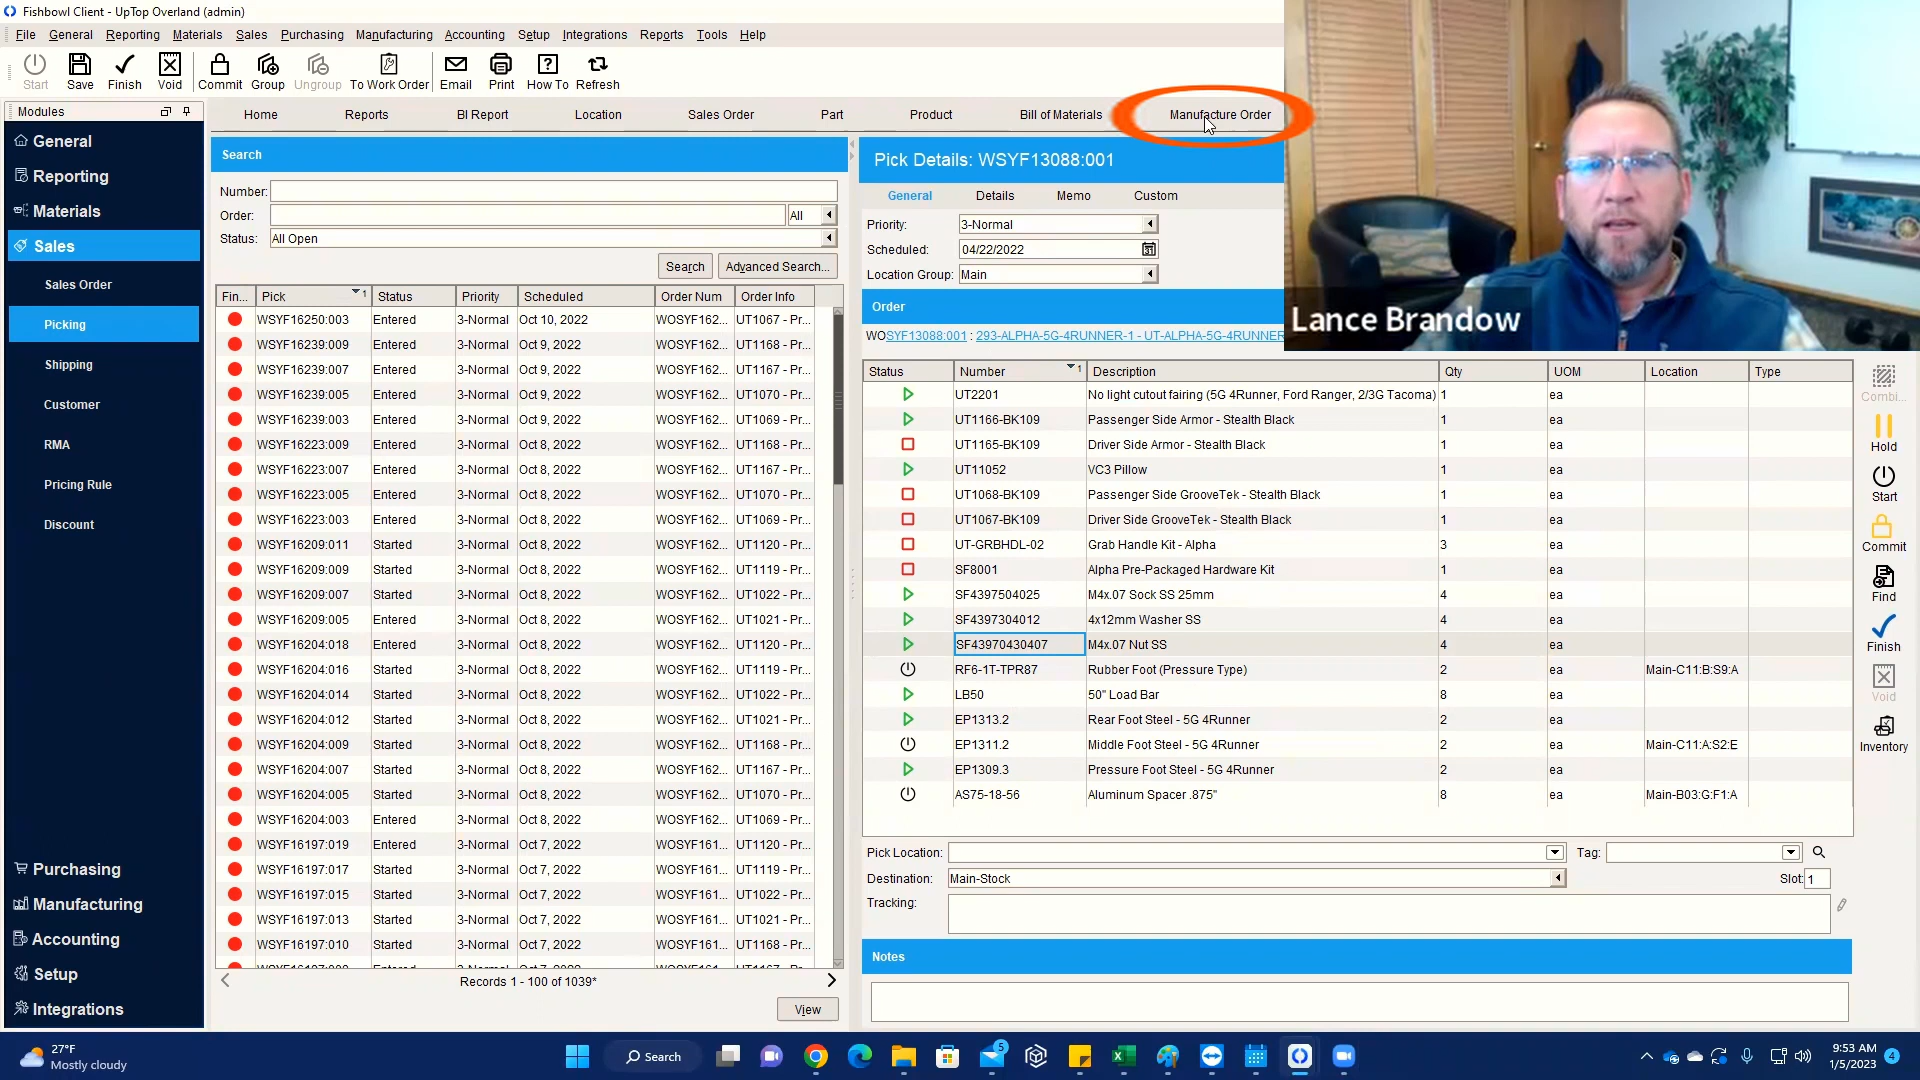 Fishbowl Client - UpTop Overland (admin)
File General Reporting Materials Sales Purchasing Manufacturing Accounting Setup Integrations Reports Tools Help
Start Save Finish Void Commit Group Ungroup To Work Order Email Print How To Refresh
Modules
General
Reporting
Materials
Sales
Sales Order
Picking
Shipping
Customer
RMA
Pricing Rule
Discount
Purchasing
Manufacturing
Accounting
Setup
Integrations
Home Reports BI Report Location Sales Order Part Product Bill of Materials Manufacture Order
Search
Number:
Order: All
Status: All Open
Search Advanced Search...
Fin... Pick 1 Status Priority Scheduled Order Num Order Info
WSYF16250:003 Entered 3-Normal Oct 10, 2022 WOSYF162... UT1067 - Pr...
WSYF16239:009 Entered 3-Normal Oct 9, 2022 WOSYF162... UT1168 - Pr...
WSYF16239:007 Entered 3-Normal Oct 9, 2022 WOSYF162... UT1167 - Pr...
WSYF16239:005 Entered 3-Normal Oct 9, 2022 WOSYF162... UT1070 - Pr...
WSYF16239:003 Entered 3-Normal Oct 9, 2022 WOSYF162... UT1069 - Pr...
WSYF16223:009 Entered 3-Normal Oct 8, 2022 WOSYF162... UT1168 - Pr...
WSYF16223:007 Entered 3-Normal Oct 8, 2022 WOSYF162... UT1167 - Pr...
WSYF16223:005 Entered 3-Normal Oct 8, 2022 WOSYF162... UT1070 - Pr...
WSYF16223:003 Entered 3-Normal Oct 8, 2022 WOSYF162... UT1069 - Pr...
WSYF16209:011 Entered 3-Normal Oct 8, 2022 WOSYF162... UT1120 - Pr...
WSYF16209:009 Started 3-Normal Oct 8, 2022 WOSYF162... UT1119 - Pr...
WSYF16209:007 Started 3-Normal Oct 8, 2022 WOSYF162... UT1022 - Pr...
WSYF16209:005 Entered 3-Normal Oct 8, 2022 WOSYF162... UT1021 - Pr...
WSYF16204:018 Entered 3-Normal Oct 8, 2022 WOSYF162... UT1120 - Pr...
WSYF16204:016 Started 3-Normal Oct 8, 2022 WOSYF162... UT1119 - Pr...
WSYF16204:014 Started 3-Normal Oct 8, 2022 WOSYF162... UT1022 - Pr...
WSYF16204:012 Started 3-Normal Oct 8, 2022 WOSYF162... UT1021 - Pr...
WSYF16204:009 Started 3-Normal Oct 8, 2022 WOSYF162... UT1168 - Pr...
WSYF16204:007 Started 3-Normal Oct 8, 2022 WOSYF162... UT1167 - Pr...
WSYF16204:005 Started 3-Normal Oct 8, 2022 WOSYF162... UT1070 - Pr...
WSYF16204:003 Entered 3-Normal Oct 8, 2022 WOSYF162... UT1069 - Pr...
WSYF16197:019 Entered 3-Normal Oct 7, 2022 WOSYF161... UT1120 - Pr...
WSYF16197:017 Started 3-Normal Oct 7, 2022 WOSYF161... UT1119 - Pr...
WSYF16197:015 Started 3-Normal Oct 7, 2022 WOSYF161... UT1022 - Pr...
WSYF16197:013 Started 3-Normal Oct 7, 2022 WOSYF161... UT1021 - Pr...
WSYF16197:010 Started 3-Normal Oct 7, 2022 WOSYF161... UT1168 - Pr...
Records 1 - 100 of 1039*
View
Pick Details: WSYF13088:001
General Details Memo Custom
Priority: 3-Normal
Scheduled: 04/22/2022
Location Group: Main
Order
WOSYF13088:001 : 293-ALPHA-5G-4RUNNER-1 - UT-ALPHA-5G-4RUNNER
Lance Brandow
Status Number 1 Description Qty UOM Location Type
UT2201 No light cutout fairing (5G 4Runner, Ford Ranger, 2/3G Tacoma) 1 ea
UT1166-BK109 Passenger Side Armor - Stealth Black 1 ea
UT1165-BK109 Driver Side Armor - Stealth Black 1 ea
UT11052 VC3 Pillow 1 ea
UT1068-BK109 Passenger Side GrooveTek - Stealth Black 1 ea
UT1067-BK109 Driver Side GrooveTek - Stealth Black 1 ea
UT-GRBHDL-02 Grab Handle Kit - Alpha 3 ea
SF8001 Alpha Pre-Packaged Hardware Kit 1 ea
SF4397504025 M4x.07 Sock SS 25mm 4 ea
SF4397304012 4x12mm Washer SS 4 ea
SF43970430407 M4x.07 Nut SS 4 ea
RF6-1T-TPR87 Rubber Foot (Pressure Type) 2 ea Main-C11:B:S9:A
LB50 50" Load Bar 8 ea
EP1313.2 Rear Foot Steel - 5G 4Runner 2 ea
EP1311.2 Middle Foot Steel - 5G 4Runner 2 ea Main-C11:A:S2:E
EP1309.3 Pressure Foot Steel - 5G 4Runner 2 ea
AS75-18-56 Aluminum Spacer .875" 8 ea Main-B03:G:F1:A
Combi...
Hold
Start
Commit
Find
Finish
Void
Inventory
Pick Location: Tag:
Destination: Main-Stock Slot: 1
Tracking:
Notes
27°F
Mostly cloudy
Search
5
9:53 AM
1/5/2023
4